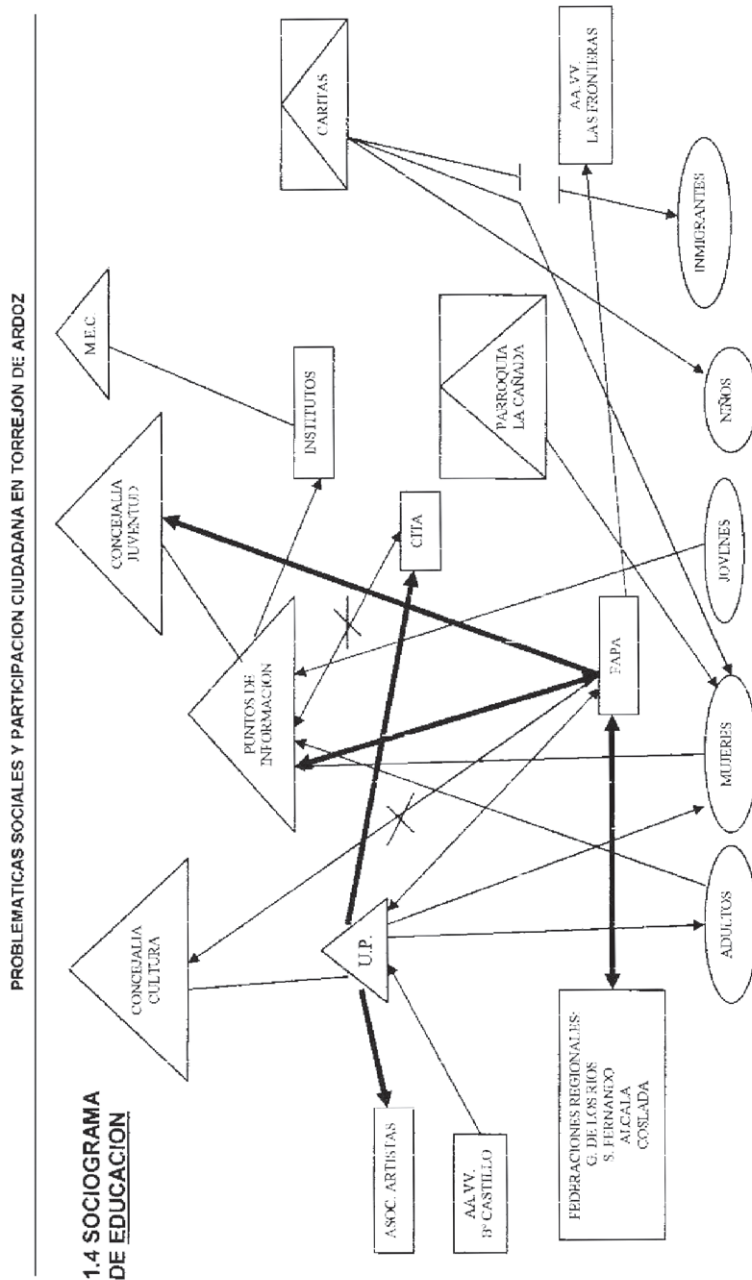 PROBLEMATICAS SOCIALES Y PARTICIPACION CIUDADANA EN TORREJON DE ARDOZ
1.4 SOCIOGRAMA
DE EDUCACION
CONCEJALIA
CULTURA
CONCEJALIA
JUVENTUD
M.E.C.
PUNTOS DE
INFORMACION
INSTITUTOS
CARITAS
U.P.
CITA
ASOC. ARTISTAS
PARROQUIA
LA CAÑADA
AA.VV.
Bº CASTILLO
FAPA
AA.VV.
LAS FRONTERAS
FEDERACIONES REGIONALES:
G. DE LOS RIOS
S. FERNANDO
ALCALA
COSLADA
ADULTOS
MUJERES
JOVENES
NIÑOS
INMIGRANTES